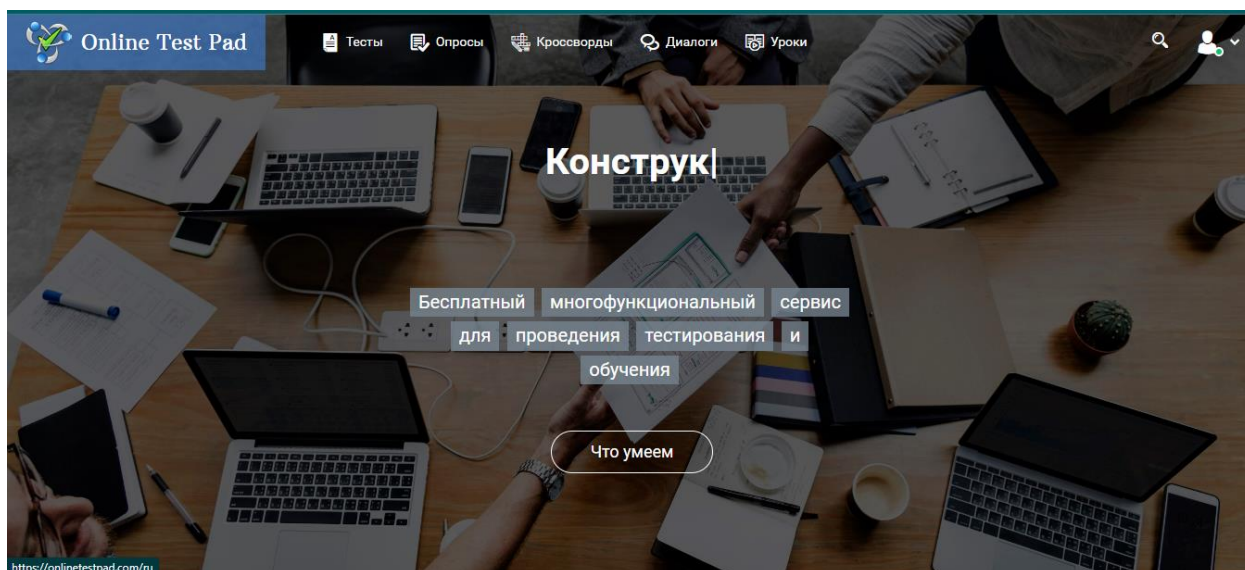 Online Test Pad Тесты Опросы Кроссворды Диалоги Уроки
Конструк
Бесплатный многофункциональный сервис
для проведения тестирования и
обучения
Что умеем
https://onlinetestpad.com/ru